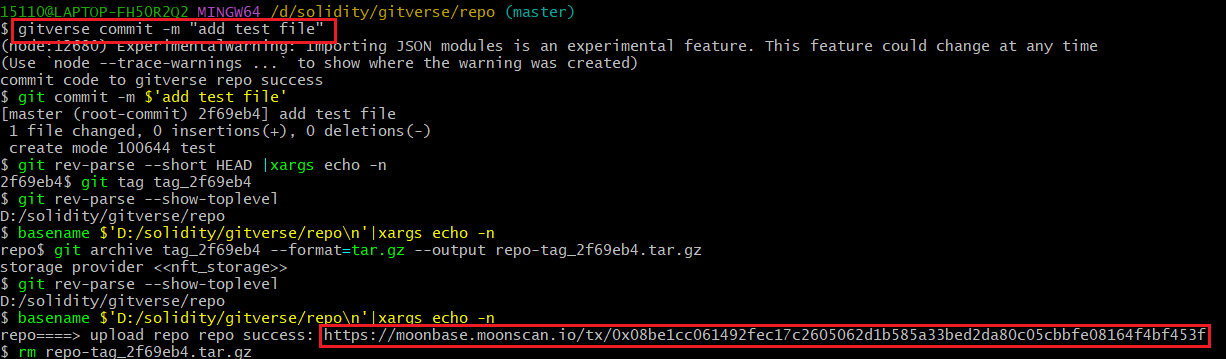 15110@LAPTOP-FH5OR2Q2 MINGW64 /d/solidity/gitverse/repo (master)
$ gitverse commit -m "add test file"
(node:12680) ExperimentalWarning: Importing JSON modules is an experimental feature. This feature could change at any time
(Use `node --trace-warnings ...` to show where the warning was created)
commit code to gitverse repo success
$ git commit -m $'add test file'
[master (root-commit) 2f69eb4] add test file
 1 file changed, 0 insertions(+), 0 deletions(-)
 create mode 100644 test
$ git rev-parse --short HEAD |xargs echo -n
2f69eb4$ git tag tag_2f69eb4
$ git rev-parse --show-toplevel
D:/solidity/gitverse/repo
$ basename $'D:/solidity/gitverse/repo\n'|xargs echo -n
repo$ git archive tag_2f69eb4 --format=tar.gz --output repo-tag_2f69eb4.tar.gz
storage provider <<nft_storage>>
$ git rev-parse --show-toplevel
D:/solidity/gitverse/repo
$ basename $'D:/solidity/gitverse/repo\n'|xargs echo -n
repo====> upload repo repo success: https://moonbase.moonscan.io/tx/0x08be1cc061492fec17c2605062d1b585a33bed2da80c05cbbfe08164f4bf453f
$ rm repo-tag_2f69eb4.tar.gz